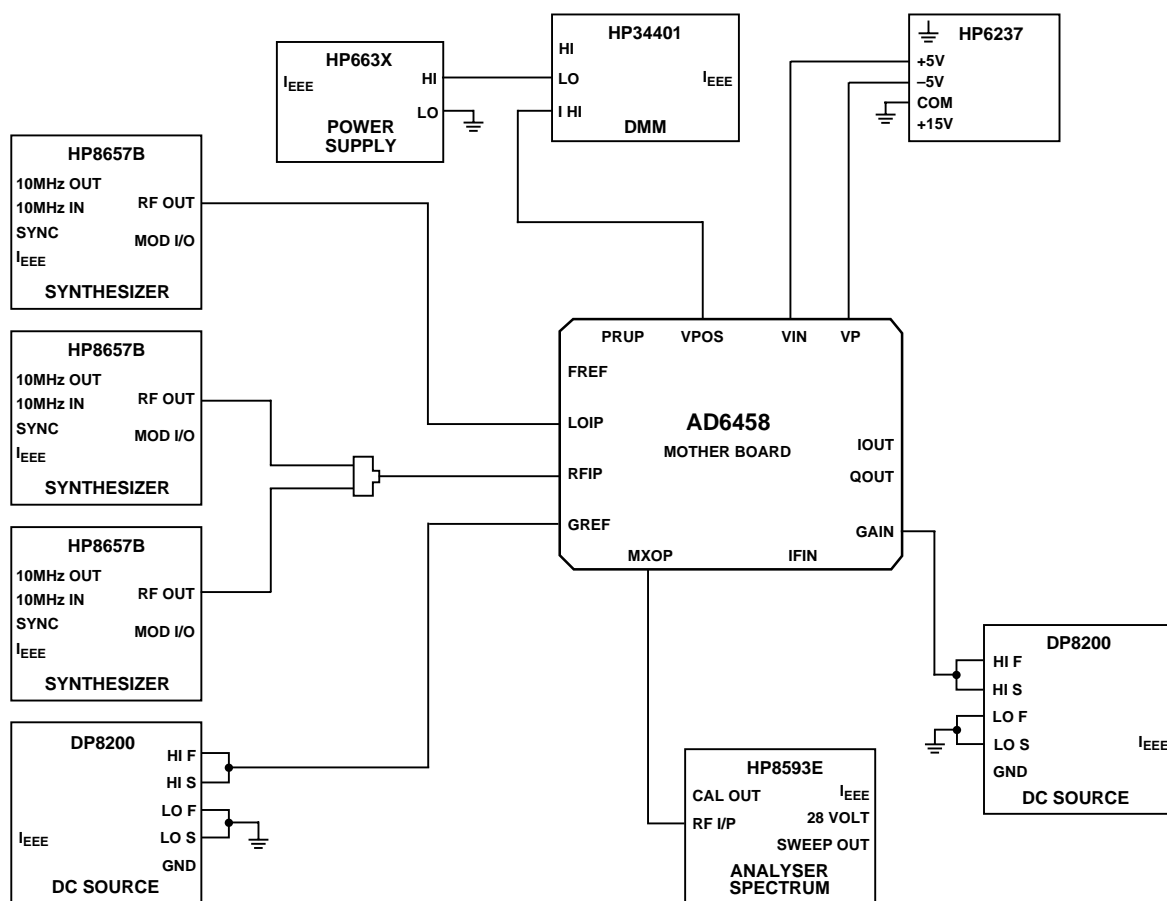 HP663X
IEEE
HI
LO
POWER
SUPPLY
HP34401
HI
LO
IEEE
I HI
DMM
HP6237
+5V
–5V
COM
+15V
HP8657B
10MHz OUT
10MHz IN
RF OUT
SYNC
MOD I/O
IEEE
SYNTHESIZER
HP8657B
10MHz OUT
10MHz IN
RF OUT
SYNC
MOD I/O
IEEE
SYNTHESIZER
HP8657B
10MHz OUT
10MHz IN
RF OUT
SYNC
MOD I/O
IEEE
SYNTHESIZER
DP8200
HI F
HI S
LO F
IEEE
LO S
GND
DC SOURCE
PRUP
VPOS
VIN
VP
FREF
LOIP
AD6458
MOTHER BOARD
IOUT
RFIP
QOUT
GREF
GAIN
MXOP
IFIN
HP8593E
CAL OUT
IEEE
RF I/P
28 VOLT
SWEEP OUT
ANALYSER
SPECTRUM
DP8200
HI F
HI S
LO F
LO S
IEEE
GND
DC SOURCE